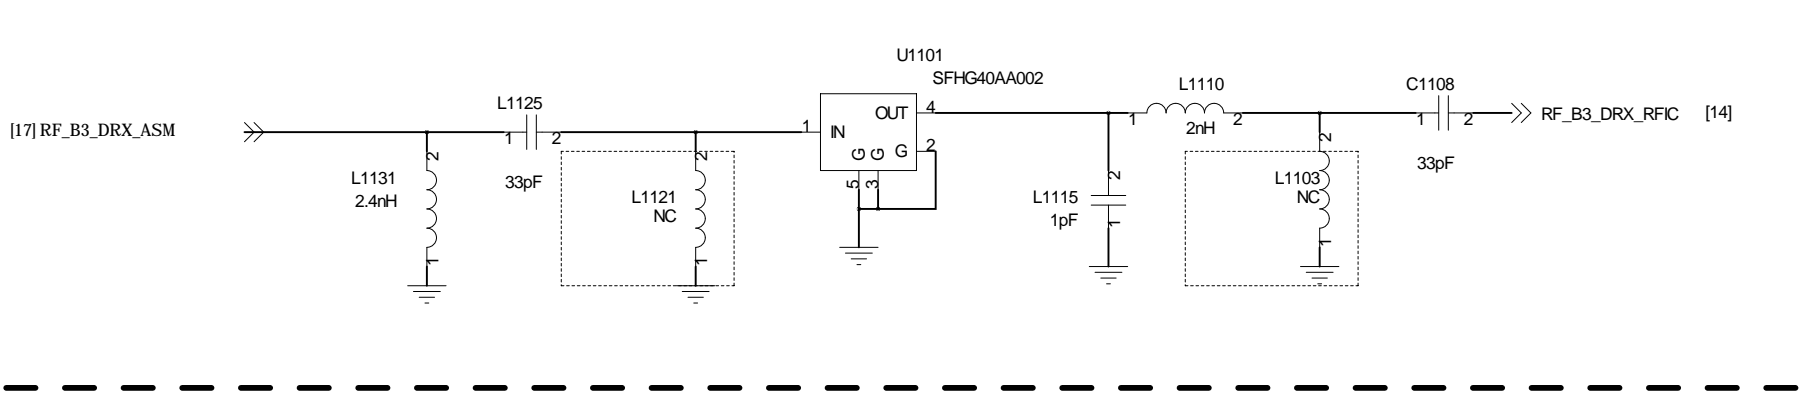 U1101
SFHG40AA002
L1125
L1110
C1108
[17] RF_B3_DRX_ASM
1
2
1
IN
OUT
4
1
2nH
2
1
2
RF_B3_DRX_RFIC
[14]
G
G
G
2
2
2
2
2
L1131
2.4nH
33pF
L1121
NC
5
3
L1115
1pF
L1103
NC
33pF
1
1
1
1